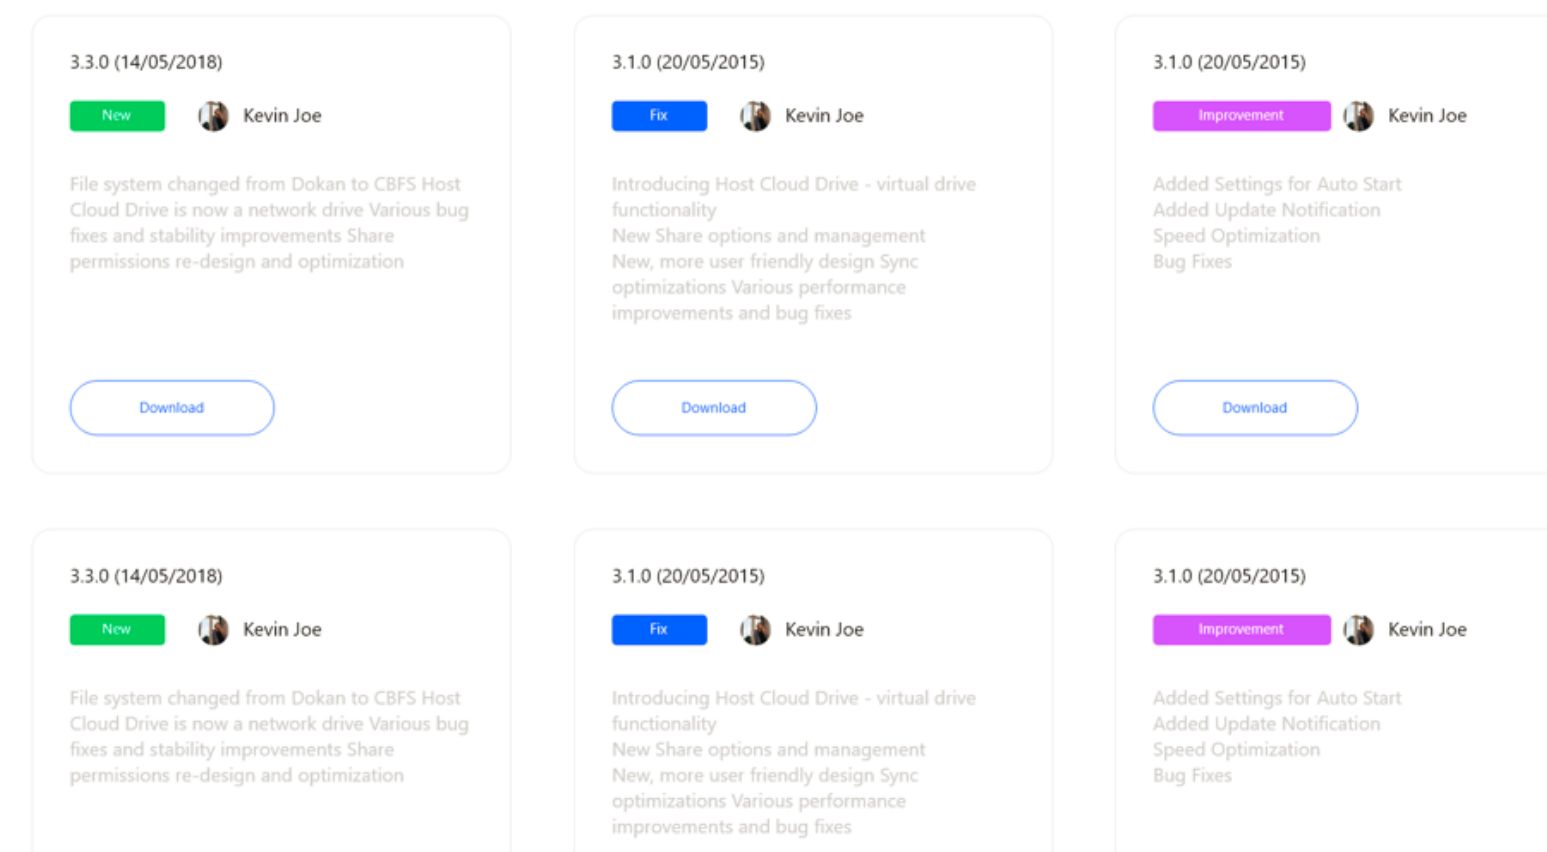 3.3.0 (14/05/2018)
New
Kevin Joe
File system changed from Dokan to CBFS Host
Cloud Drive is now a network drive Various bug
fixes and stability improvements Share
permissions re-design and optimization
Download
3.1.0 (20/05/2015)
Fix
Kevin Joe
Introducing Host Cloud Drive - virtual drive
functionality
New Share options and management
New, more user friendly design Sync
optimizations Various performance
improvements and bug fixes
Download
3.1.0 (20/05/2015)
Improvement
Kevin Joe
Added Settings for Auto Start
Added Update Notification
Speed Optimization
Bug Fixes
Download
3.3.0 (14/05/2018)
New
Kevin Joe
File system changed from Dokan to CBFS Host
Cloud Drive is now a network drive Various bug
fixes and stability improvements Share
permissions re-design and optimization
3.1.0 (20/05/2015)
Fix
Kevin Joe
Introducing Host Cloud Drive - virtual drive
functionality
New Share options and management
New, more user friendly design Sync
optimizations Various performance
improvements and bug fixes
3.1.0 (20/05/2015)
Improvement
Kevin Joe
Added Settings for Auto Start
Added Update Notification
Speed Optimization
Bug Fixes